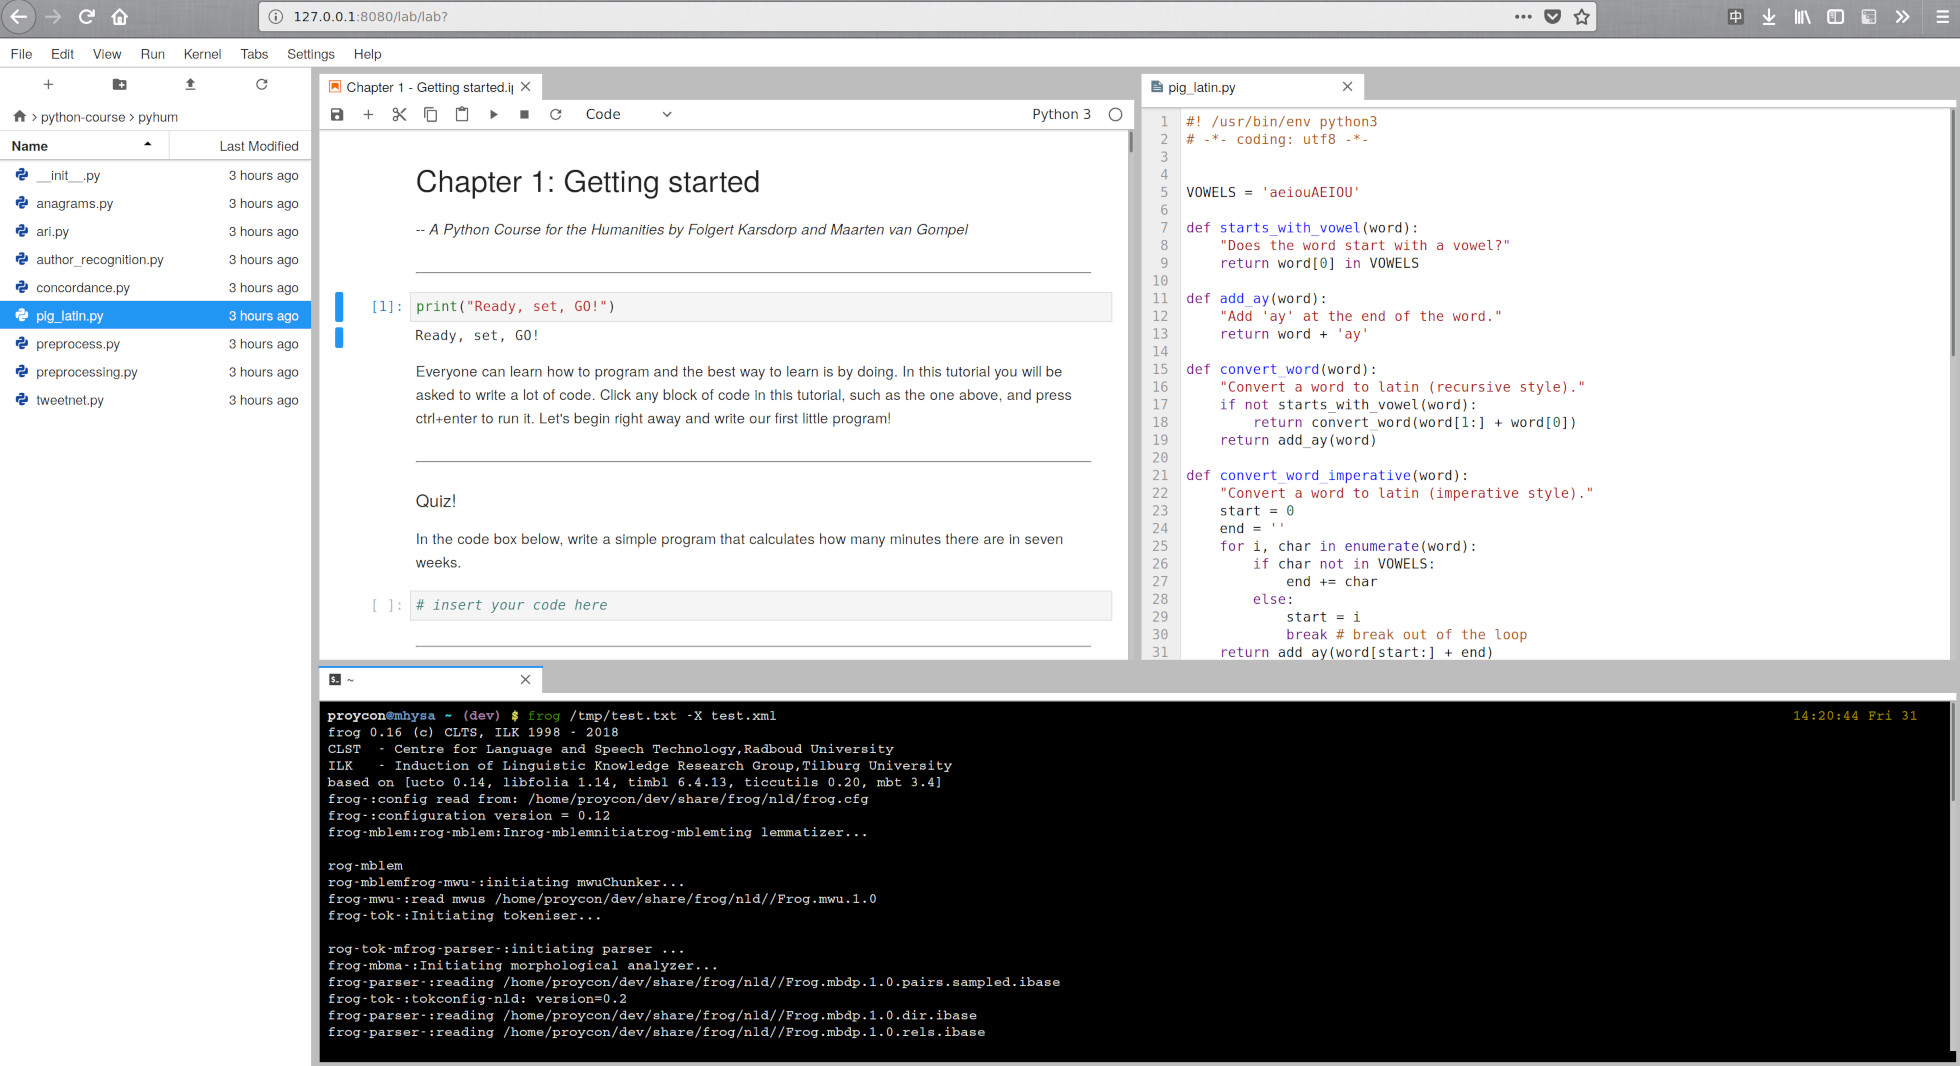 127.0.0.1:8080/lab/lab?
File Edit View Run Kernel Tabs Settings Help
> python-course > pyhum
Name Last Modified
__init__.py 3 hours ago
anagrams.py 3 hours ago
ari.py 3 hours ago
author_recognition.py 3 hours ago
concordance.py 3 hours ago
pig_latin.py 3 hours ago
preprocess.py 3 hours ago
preprocessing.py 3 hours ago
tweetnet.py 3 hours ago
Chapter 1 - Getting started.i
Code Python 3
Chapter 1: Getting started
-- A Python Course for the Humanities by Folgert Karsdorp and Maarten van Gompel
[1]: print("Ready, set, GO!")
Ready, set, GO!
Everyone can learn how to program and the best way to learn is by doing. In this tutorial you will be
asked to write a lot of code. Click any block of code in this tutorial, such as the one above, and press
ctrl+enter to run it. Let's begin right away and write our first little program!
Quiz!
In the code box below, write a simple program that calculates how many minutes there are in seven
weeks.
[ ]: # insert your code here
pig_latin.py
1 #! /usr/bin/env python3
2 # -*- coding: utf8 -*-
3
4
5 VOWELS = 'aeiouAEIOU'
6
7 def starts_with_vowel(word):
8 "Does the word start with a vowel?"
9 return word[0] in VOWELS
10
11 def add_ay(word):
12 "Add 'ay' at the end of the word."
13 return word + 'ay'
14
15 def convert_word(word):
16 "Convert a word to latin (recursive style)."
17 if not starts_with_vowel(word):
18 return convert_word(word[1:] + word[0])
19 return add_ay(word)
20
21 def convert_word_imperative(word):
22 "Convert a word to latin (imperative style)."
23 start = 0
24 end = ''
25 for i, char in enumerate(word):
26 if char not in VOWELS:
27 end += char
28 else:
29 start = i
30 break # break out of the loop
31 return add_ay(word[start:] + end)
~
proycon@mhysa ~ (dev) $ frog /tmp/test.txt -X test.xml 14:20:44 Fri 31
frog 0.16 (c) CLTS, ILK 1998 - 2018
CLST - Centre for Language and Speech Technology,Radboud University
ILK - Induction of Linguistic Knowledge Research Group,Tilburg University
based on [ucto 0.14, libfolia 1.14, timbl 6.4.13, ticcutils 0.20, mbt 3.4]
frog-:config read from: /home/proycon/dev/share/frog/nld/frog.cfg
frog-:configuration version = 0.12
frog-mblem:rog-mblem:Inrog-mblemnitiatrog-mblemting lemmatizer...
rog-mblem
rog-mblemfrog-mwu-:initiating mwuChunker...
frog-mwu-:read mwus /home/proycon/dev/share/frog/nld//Frog.mwu.1.0
frog-tok-:Initiating tokeniser...
rog-tok-mfrog-parser-:initiating parser ...
frog-mbma-:Initiating morphological analyzer...
frog-parser-:reading /home/proycon/dev/share/frog/nld//Frog.mbdp.1.0.pairs.sampled.ibase
frog-tok-:tokconfig-nld: version=0.2
frog-parser-:reading /home/proycon/dev/share/frog/nld//Frog.mbdp.1.0.dir.ibase
frog-parser-:reading /home/proycon/dev/share/frog/nld//Frog.mbdp.1.0.rels.ibase